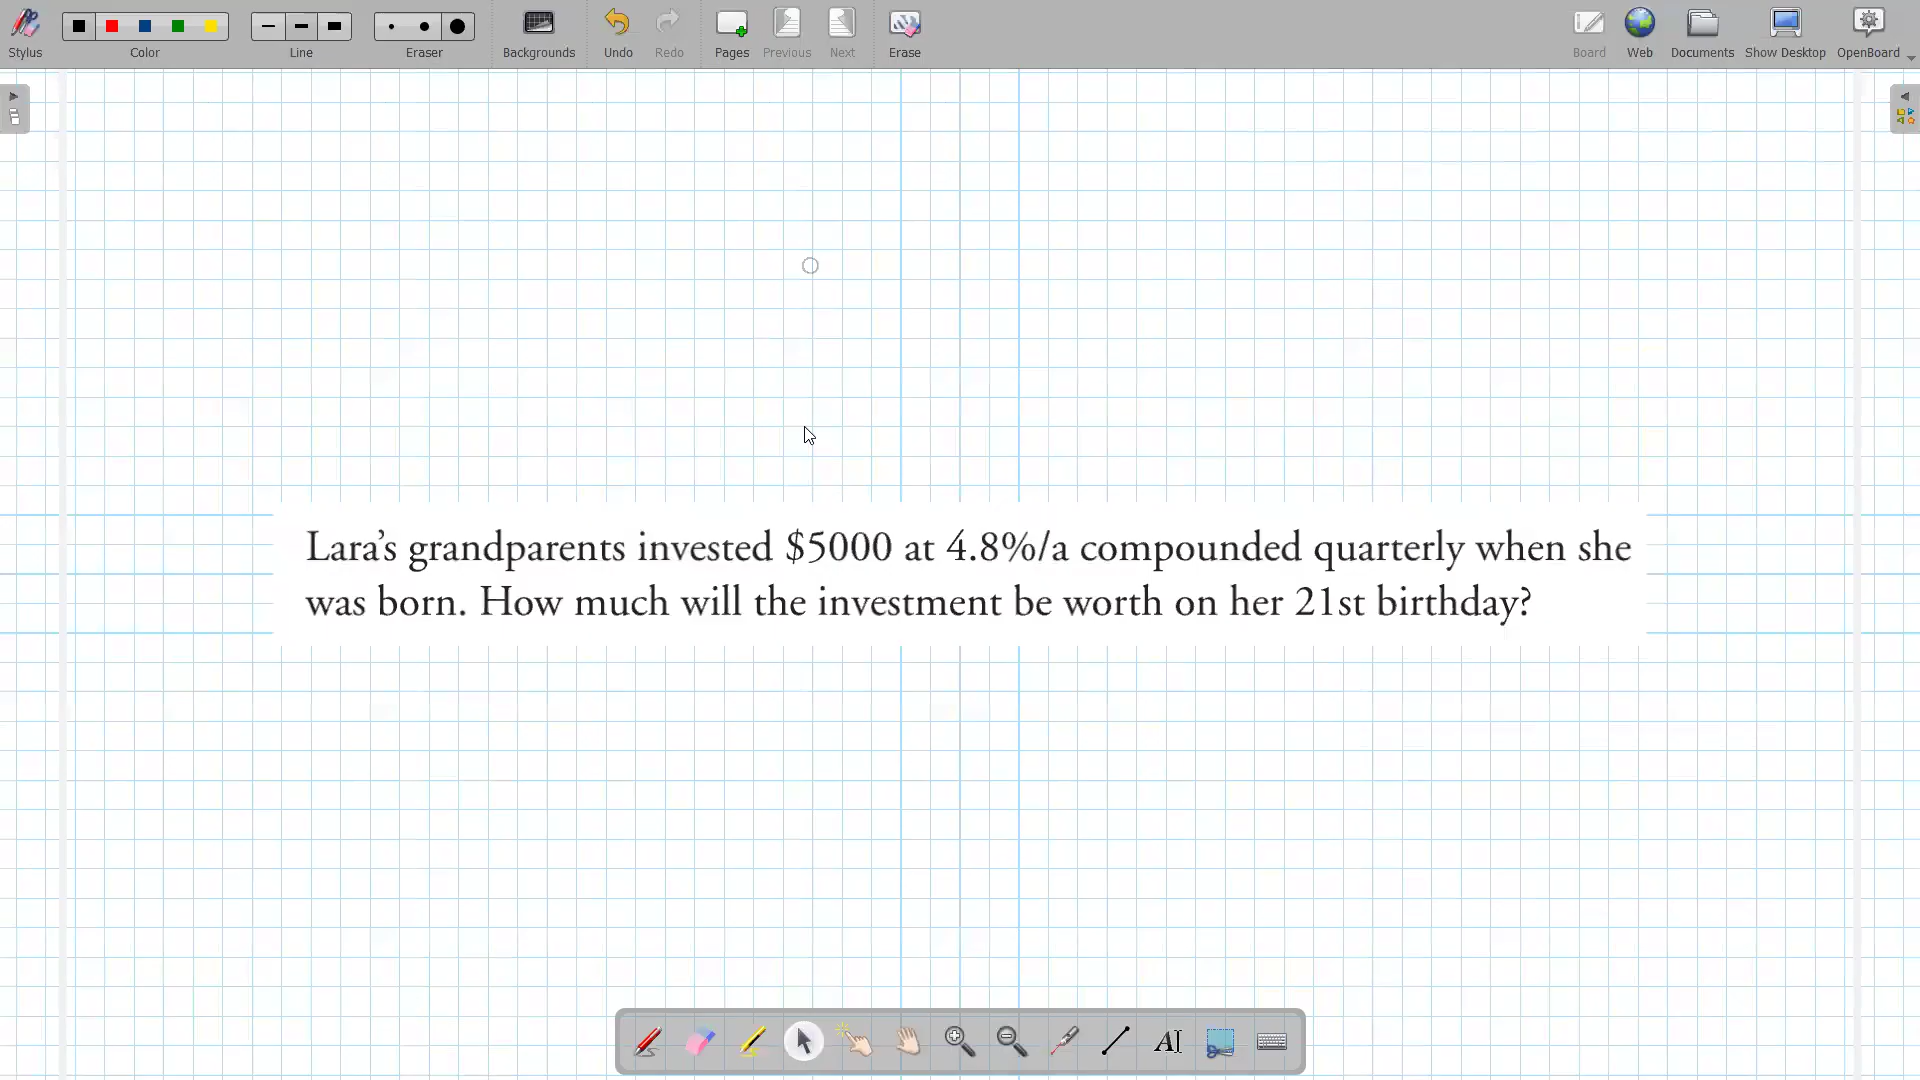 Stylus Color Line Eraser Backgrounds Undo Redo Pages Previous Next Erase Board Web Documents Show Desktop OpenBoard
Lara’s grandparents invested $5000 at 4.8%/a compounded quarterly when she
was born. How much will the investment be worth on her 21st birthday?